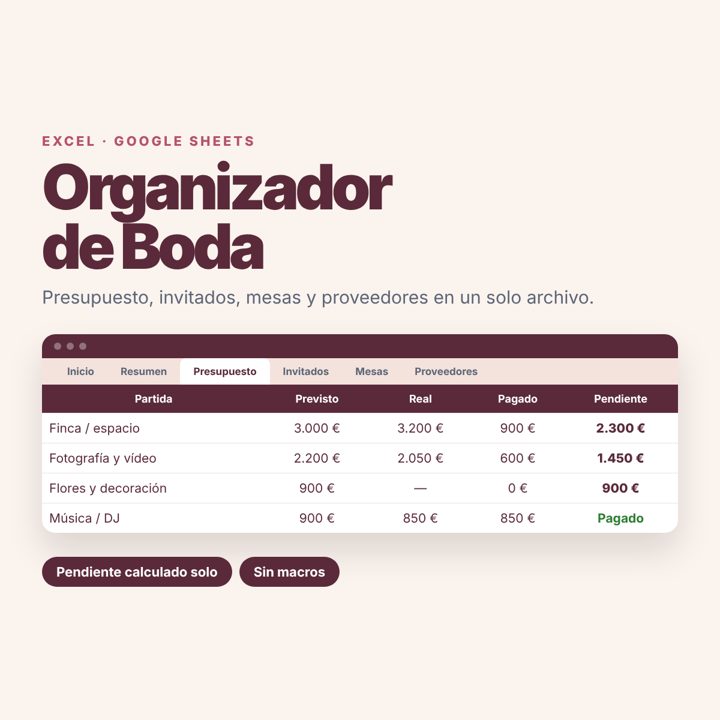 EXCEL · GOOGLE SHEETS
Organizador
de Boda
Presupuesto, invitados, mesas y proveedores en un solo archivo.
Inicio Resumen Presupuesto Invitados Mesas Proveedores
Partida Previsto Real Pagado Pendiente
Finca / espacio 3.000 € 3.200 € 900 € 2.300 €
Fotografía y vídeo 2.200 € 2.050 € 600 € 1.450 €
Flores y decoración 900 € — 0 € 900 €
Música / DJ 900 € 850 € 850 € Pagado
Pendiente calculado solo Sin macros